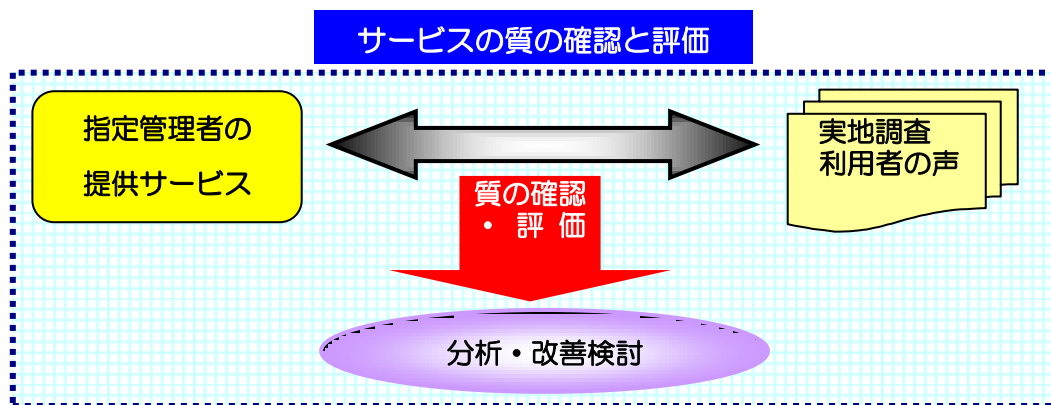 サービスの質の確認と評価
指定管理者の
提供サービス
実地調査
利用者の声
質の確認
・ 評 価
分析・改善検討